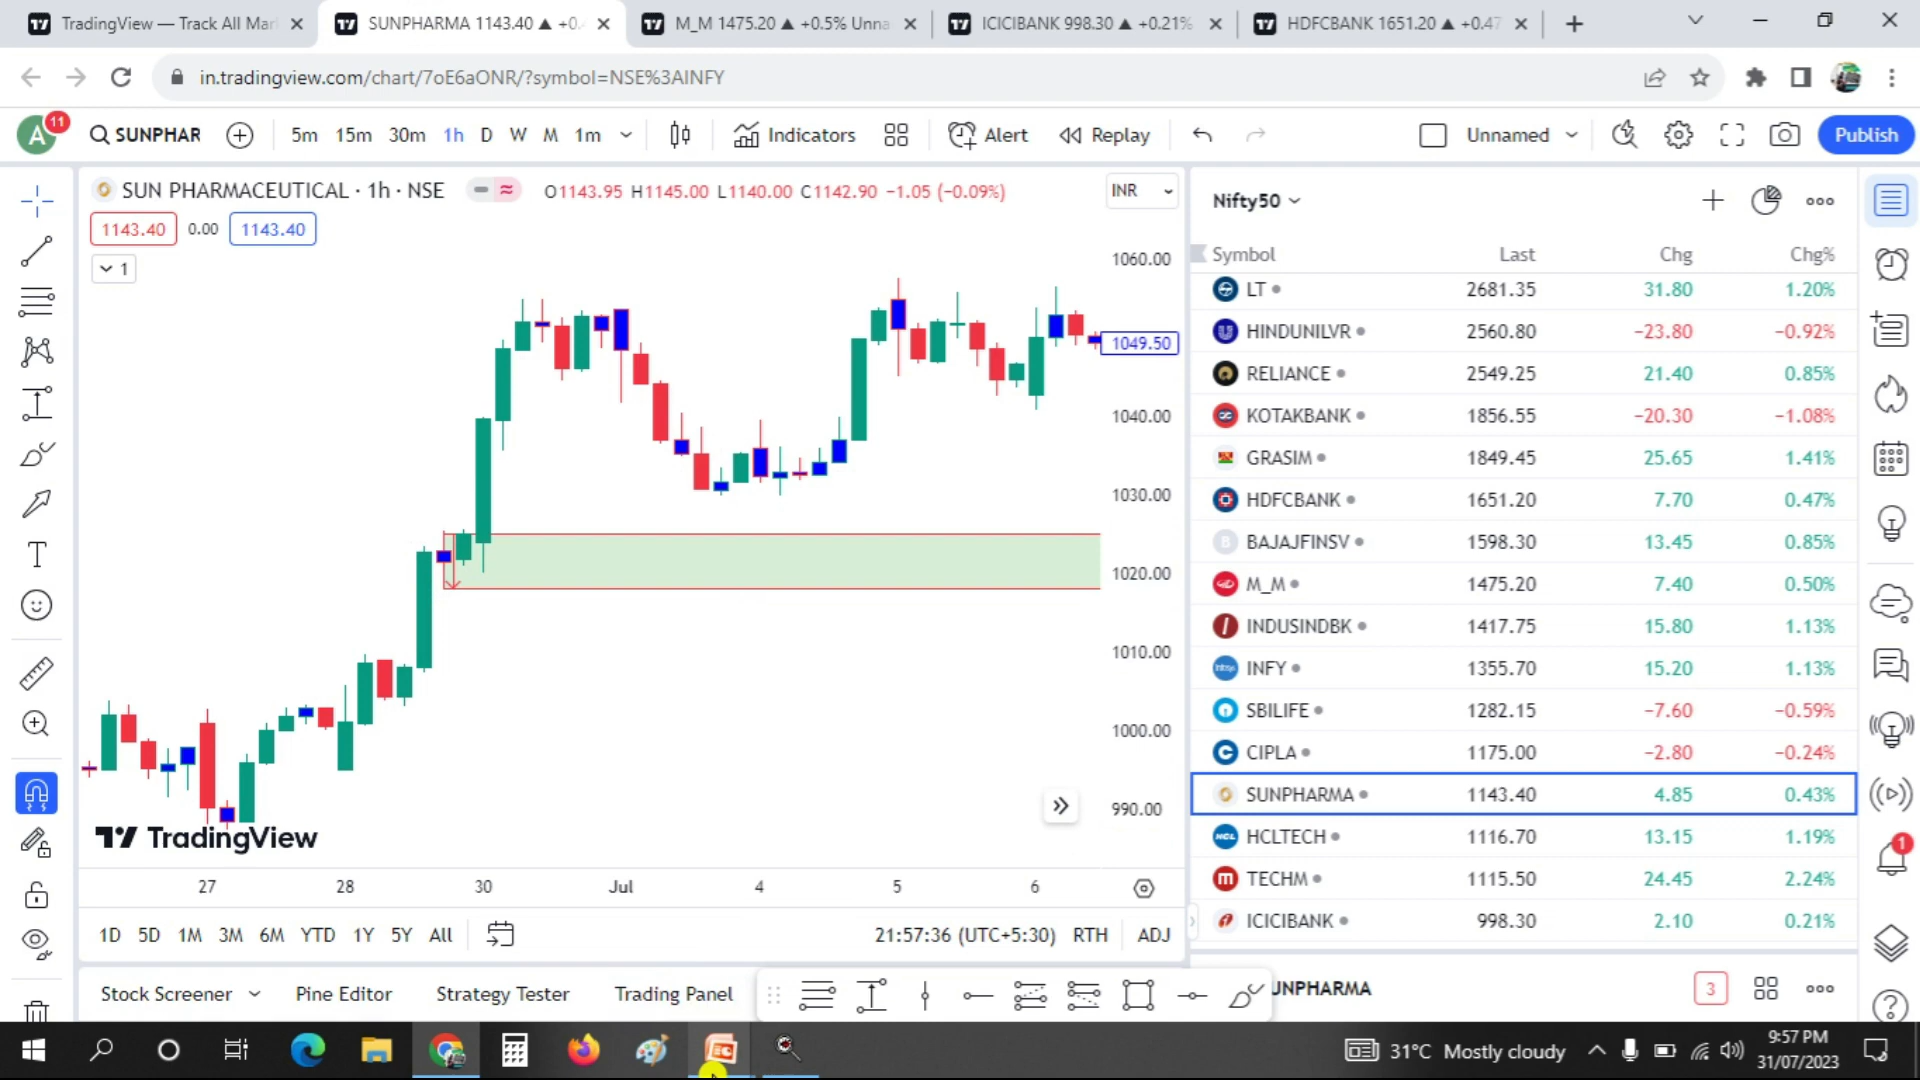 TradingView — Track All Mar
SUNPHARMA 1143.40 ▲ +0.
M_M 1475.20 ▲ +0.5% Unna
ICICIBANK 998.30 ▲ +0.21%
HDFCBANK 1651.20 ▲ +0.47
in.tradingview.com/chart/7oE6aONR/?symbol=NSE%3AINFY
A 11 SUNPHAR 5m 15m 30m 1h D W M 1m Indicators Alert Replay Unnamed Publish
SUN PHARMACEUTICAL · 1h · NSE O1143.95 H1145.00 L1140.00 C1142.90 −1.05 (−0.09%) INR
1143.40 0.00 1143.40
1
1060.00
1049.50
1040.00
1030.00
1020.00
1010.00
1000.00
990.00
TradingView
27 28 30 Jul 4 5 6
1D 5D 1M 3M 6M YTD 1Y 5Y All 21:57:36 (UTC+5:30) RTH ADJ
Stock Screener Pine Editor Strategy Tester Trading Panel
Nifty50
Symbol Last Chg Chg%
LT 2681.35 31.80 1.20%
HINDUNILVR 2560.80 −23.80 −0.92%
RELIANCE 2549.25 21.40 0.85%
KOTAKBANK 1856.55 −20.30 −1.08%
GRASIM 1849.45 25.65 1.41%
HDFCBANK 1651.20 7.70 0.47%
B BAJAJFINSV 1598.30 13.45 0.85%
M_M 1475.20 7.40 0.50%
INDUSINDBK 1417.75 15.80 1.13%
INFY 1355.70 15.20 1.13%
SBILIFE 1282.15 −7.60 −0.59%
CIPLA 1175.00 −2.80 −0.24%
SUNPHARMA 1143.40 4.85 0.43%
HCL HCLTECH 1116.70 13.15 1.19%
TECHM 1115.50 24.45 2.24%
ICICIBANK 998.30 2.10 0.21%
UNPHARMA 3
1
31°C Mostly cloudy
9:57 PM
31/07/2023